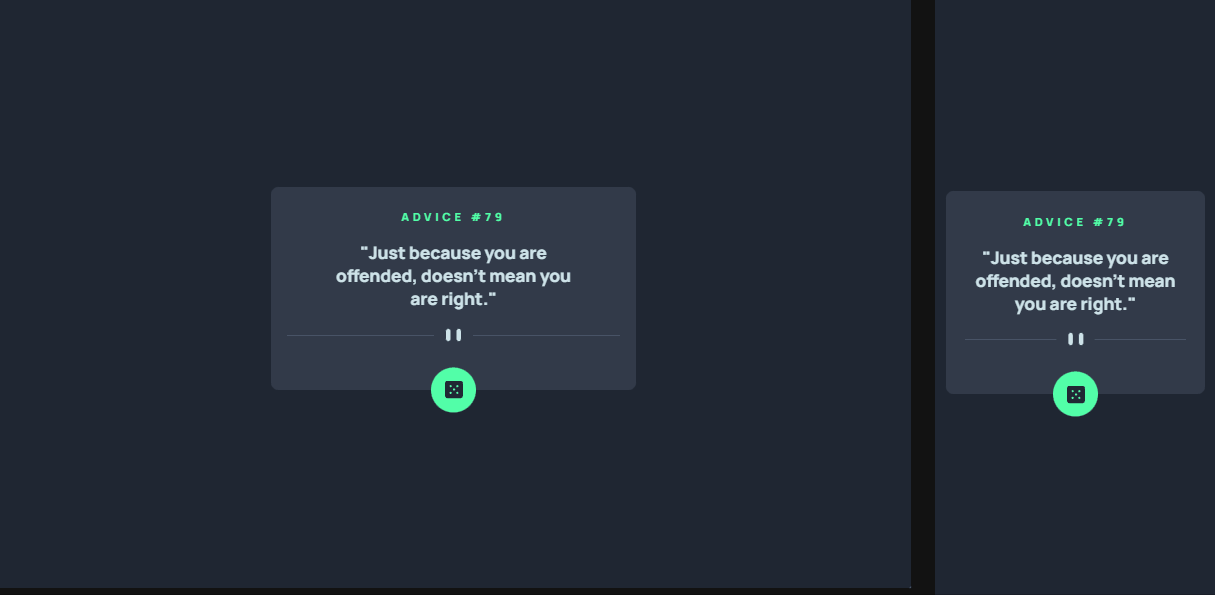 ADVICE #79
"Just because you are
offended, doesn't mean you
are right."
ADVICE #79
"Just because you are
offended, doesn't mean
you are right."